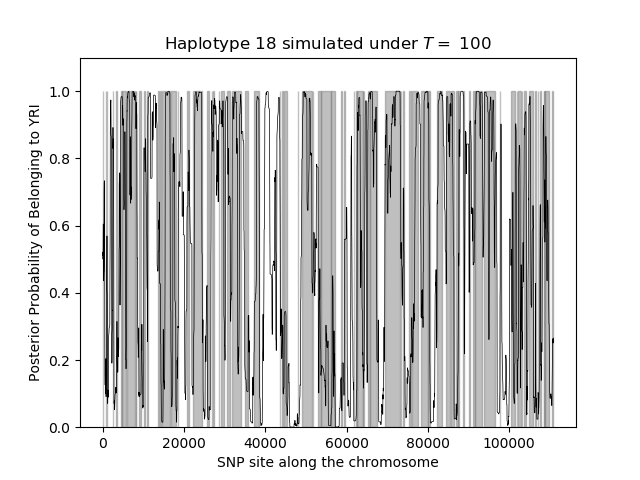 Haplotype 18 simulated under T = 100
Posterior Probability of Belonging to YRI
1.0
0.8
0.6
0.4
0.2
0.0
0 20000 40000 60000 80000 100000
SNP site along the chromosome